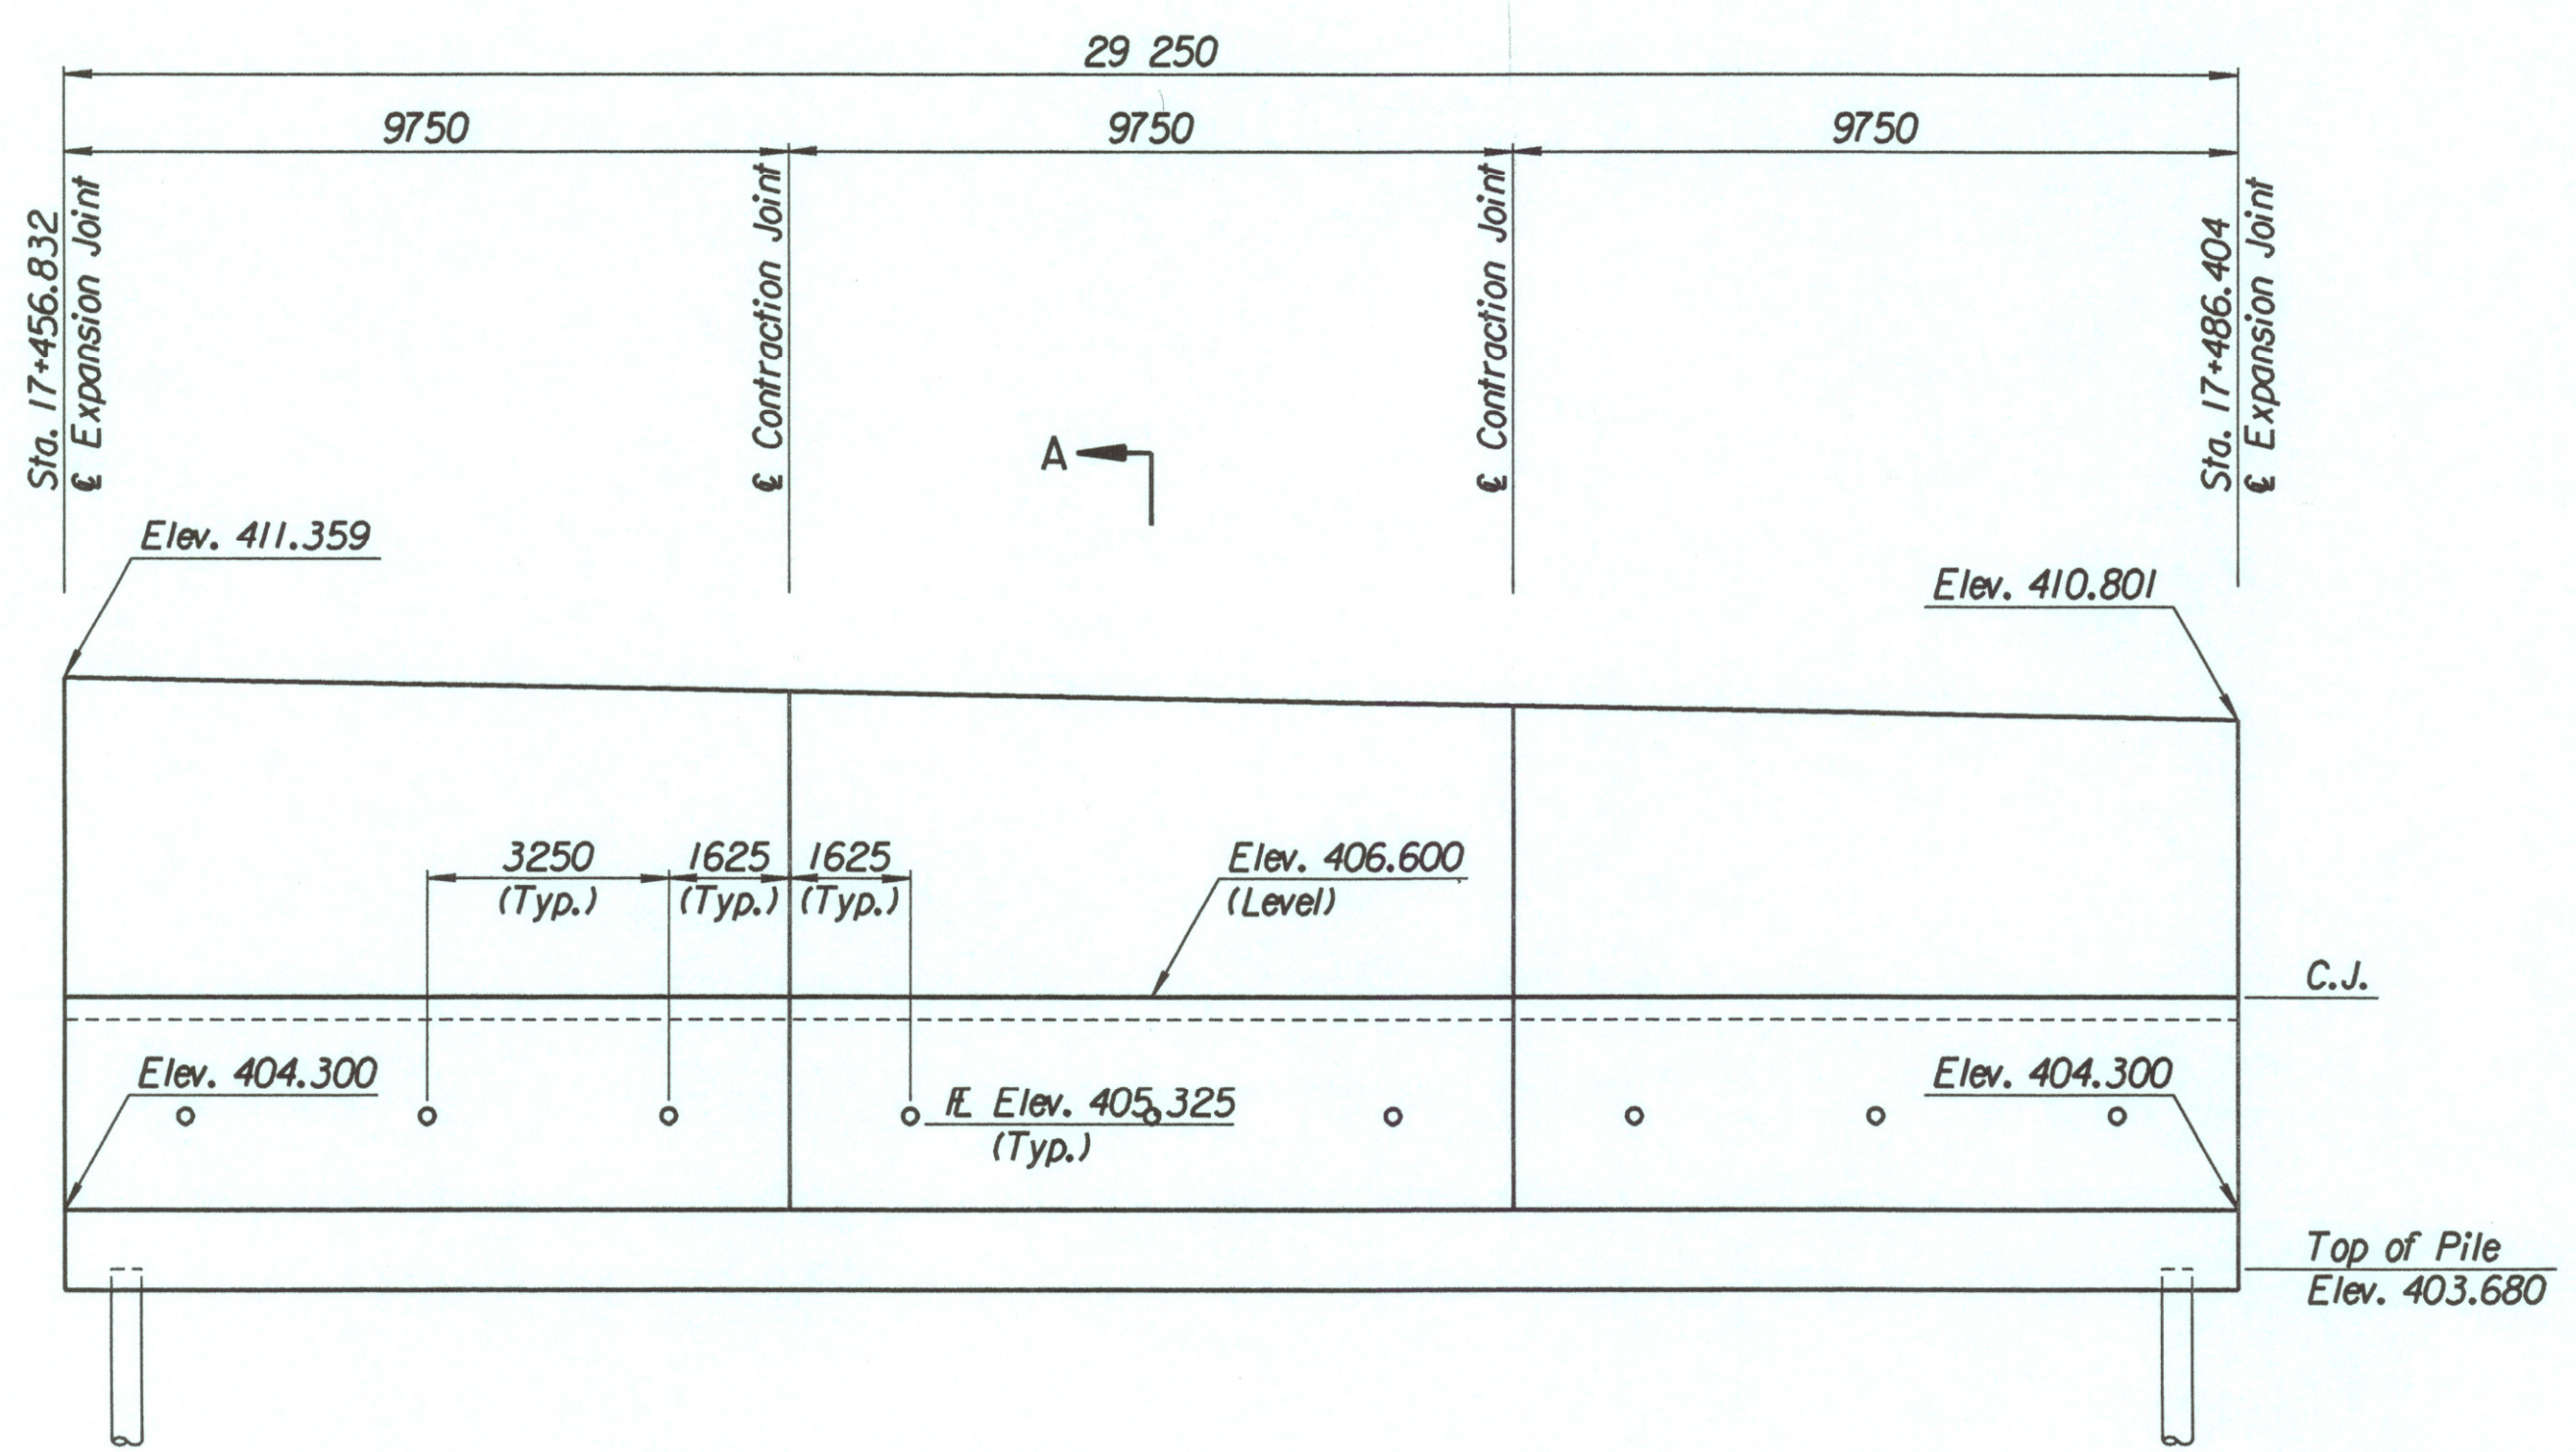 29 250
9750
9750
9750
Sta. 17+456.832
℄ Expansion Joint
℄ Contraction Joint
℄ Contraction Joint
Sta. 17+486.404
℄ Expansion Joint
A
Elev. 411.359
Elev. 410.801
3250
(Typ.)
1625
(Typ.)
1625
(Typ.)
Elev. 406.600
(Level)
C.J.
Elev. 404.300
Elev. 405.325
(Typ.)
Elev. 404.300
Top of Pile
Elev. 403.680